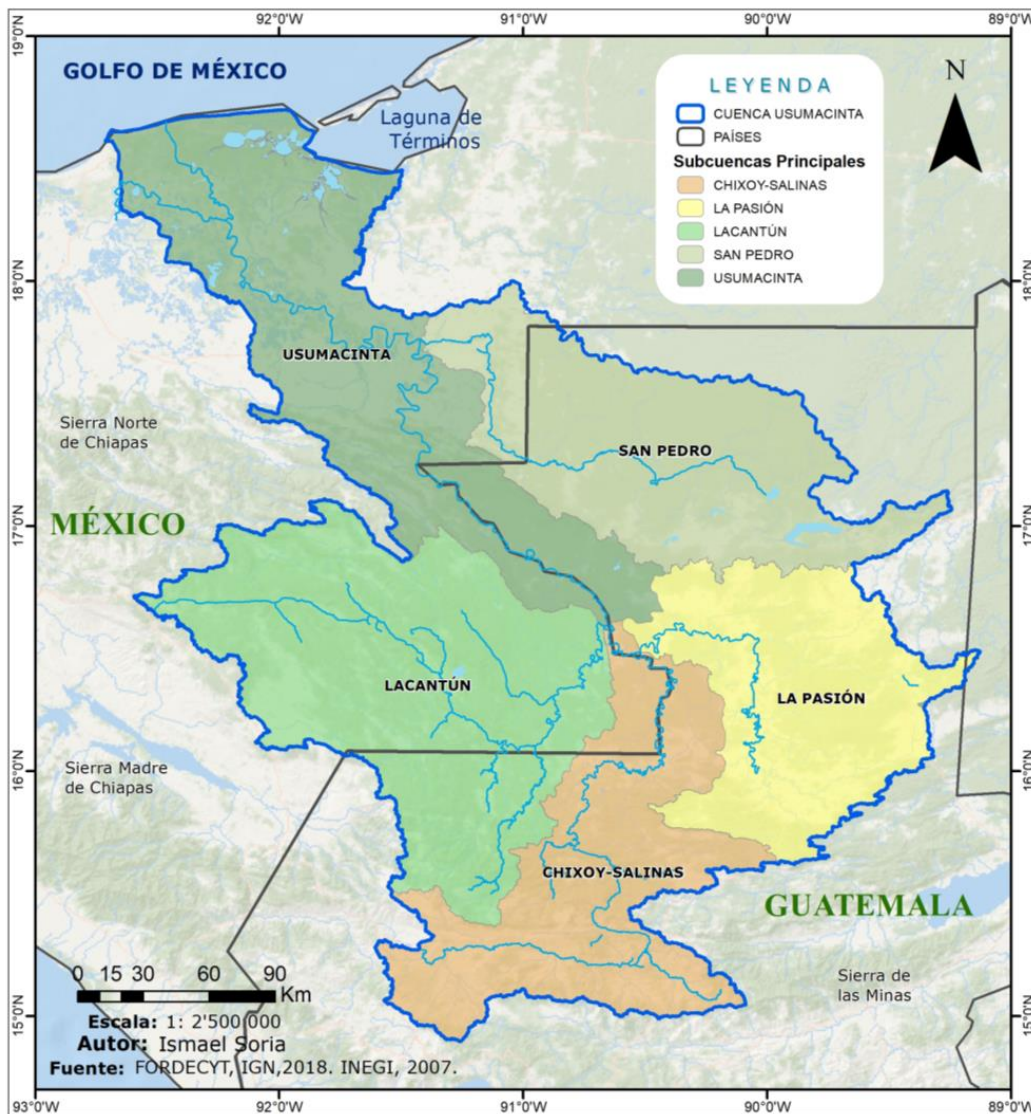 92°0'W
91°0'W
90°0'W
89°0'W
19°0'N
19°0'N
GOLFO DE MÉXICO
Laguna de
Términos
LEYENDA
CUENCA USUMACINTA
PAÍSES
Subcuencas Principales
CHIXOY-SALINAS
LA PASIÓN
LACANTÚN
SAN PEDRO
USUMACINTA
N
18°0'N
18°0'N
USUMACINTA
Sierra Norte
de Chiapas
SAN PEDRO
MÉXICO
17°0'N
17°0'N
LACANTÚN
LA PASIÓN
Sierra Madre
de Chiapas
16°0'N
16°0'N
CHIXOY-SALINAS
GUATEMALA
Sierra de
las Minas
0 15 30 60 90
Km
15°0'N
15°0'N
Escala: 1: 2'500,000
Autor: Ismael Soria
Fuente: FORDECYT, IGN,2018. INEGI, 2007.
93°0'W
92°0'W
91°0'W
90°0'W
89°0'W